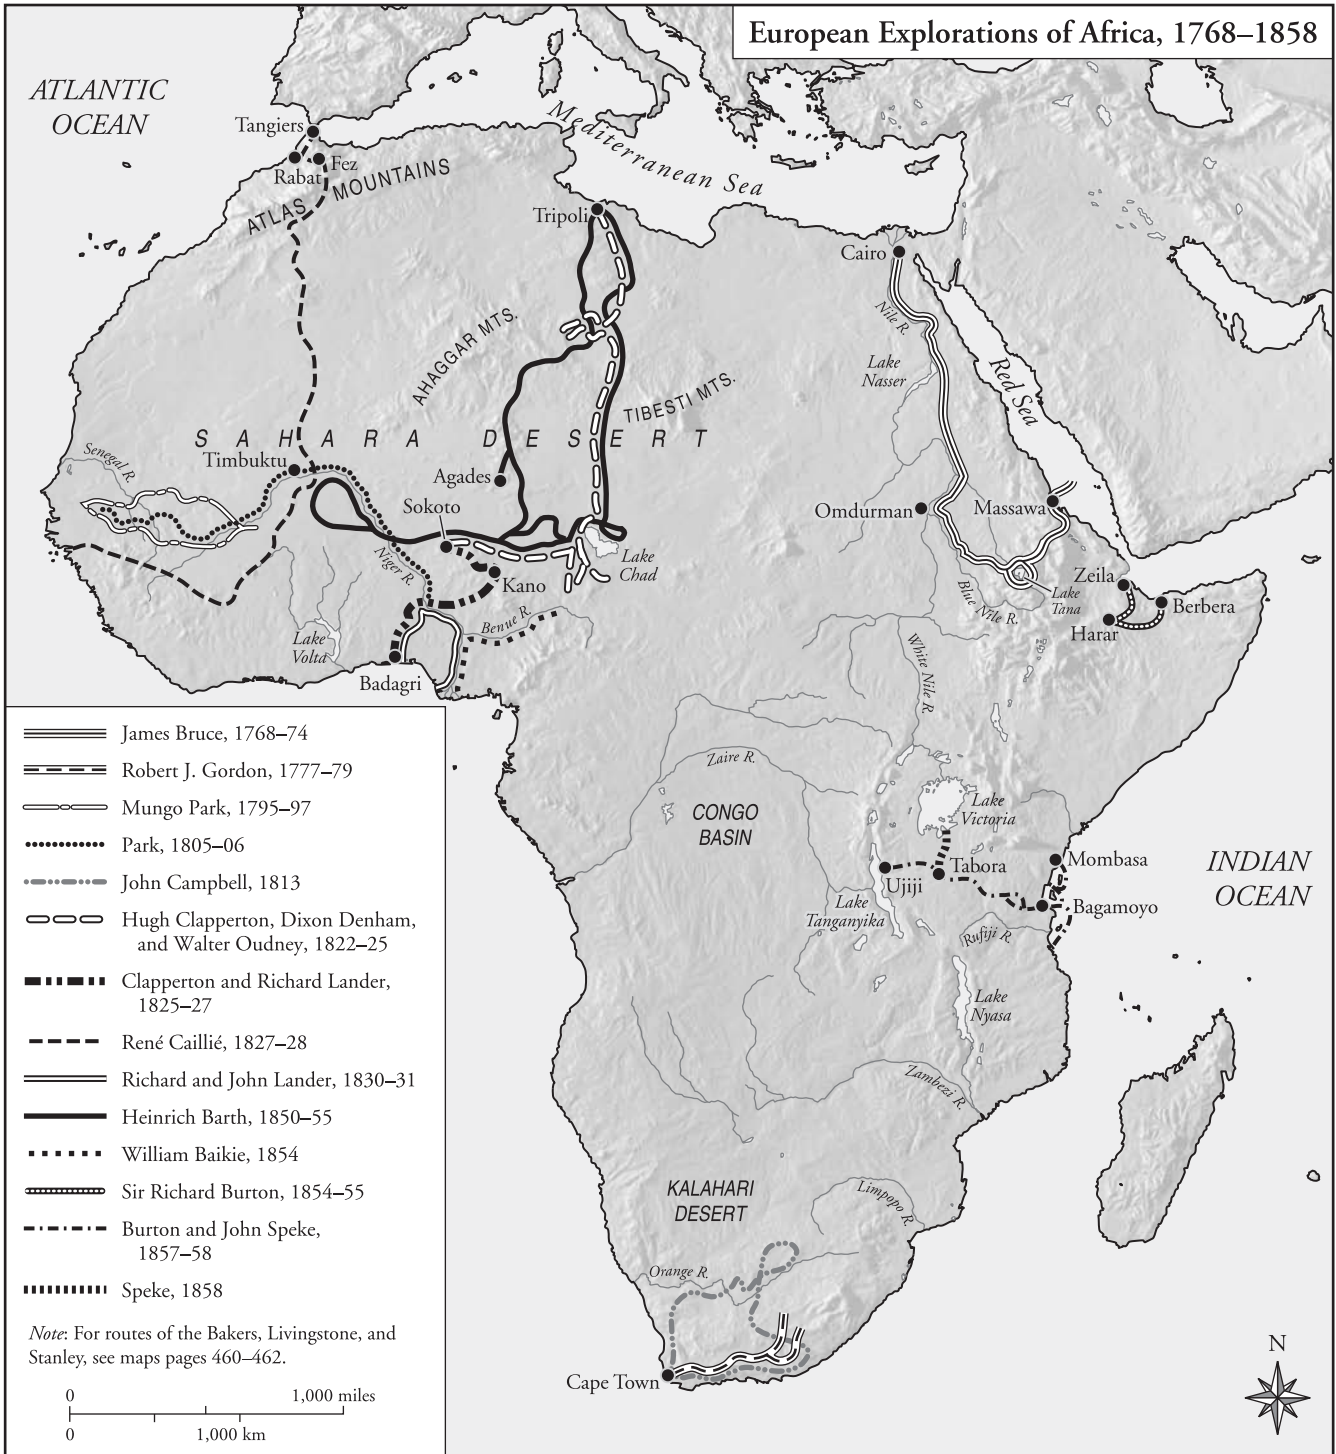 European Explorations of Africa, 1768–1858
ATLANTIC
OCEAN
Mediterranean Sea
Tangiers
Rabat
Fez
ATLAS MOUNTAINS
Tripoli
Cairo
Nile R.
Lake
Nasser
Red Sea
AHAGGAR MTS.
TIBESTI MTS.
SAHARA DESERT
Senegal R.
Timbuktu
Agades
Sokoto
Omdurman
Massawa
Niger R.
Kano
Lake
Chad
Benue R.
Lake
Volta
Badagri
Blue Nile R.
Lake
Tana
Zeila
Berbera
Harar
White Nile R.
Zaire R.
CONGO
BASIN
Lake
Victoria
Mombasa
Tabora
Ujiji
Bagamoyo
Lake
Tanganyika
Rufiji R.
INDIAN
OCEAN
Lake
Nyasa
Zambezi R.
KALAHARI
DESERT
Limpopo R.
Orange R.
Cape Town
James Bruce, 1768–74
Robert J. Gordon, 1777–79
Mungo Park, 1795–97
Park, 1805–06
John Campbell, 1813
Hugh Clapperton, Dixon Denham,
and Walter Oudney, 1822–25
Clapperton and Richard Lander,
1825–27
René Caillié, 1827–28
Richard and John Lander, 1830–31
Heinrich Barth, 1850–55
William Baikie, 1854
Sir Richard Burton, 1854–55
Burton and John Speke,
1857–58
Speke, 1858
Note: For routes of the Bakers, Livingstone, and
Stanley, see maps pages 460–462.
0 1,000 miles
0 1,000 km
N